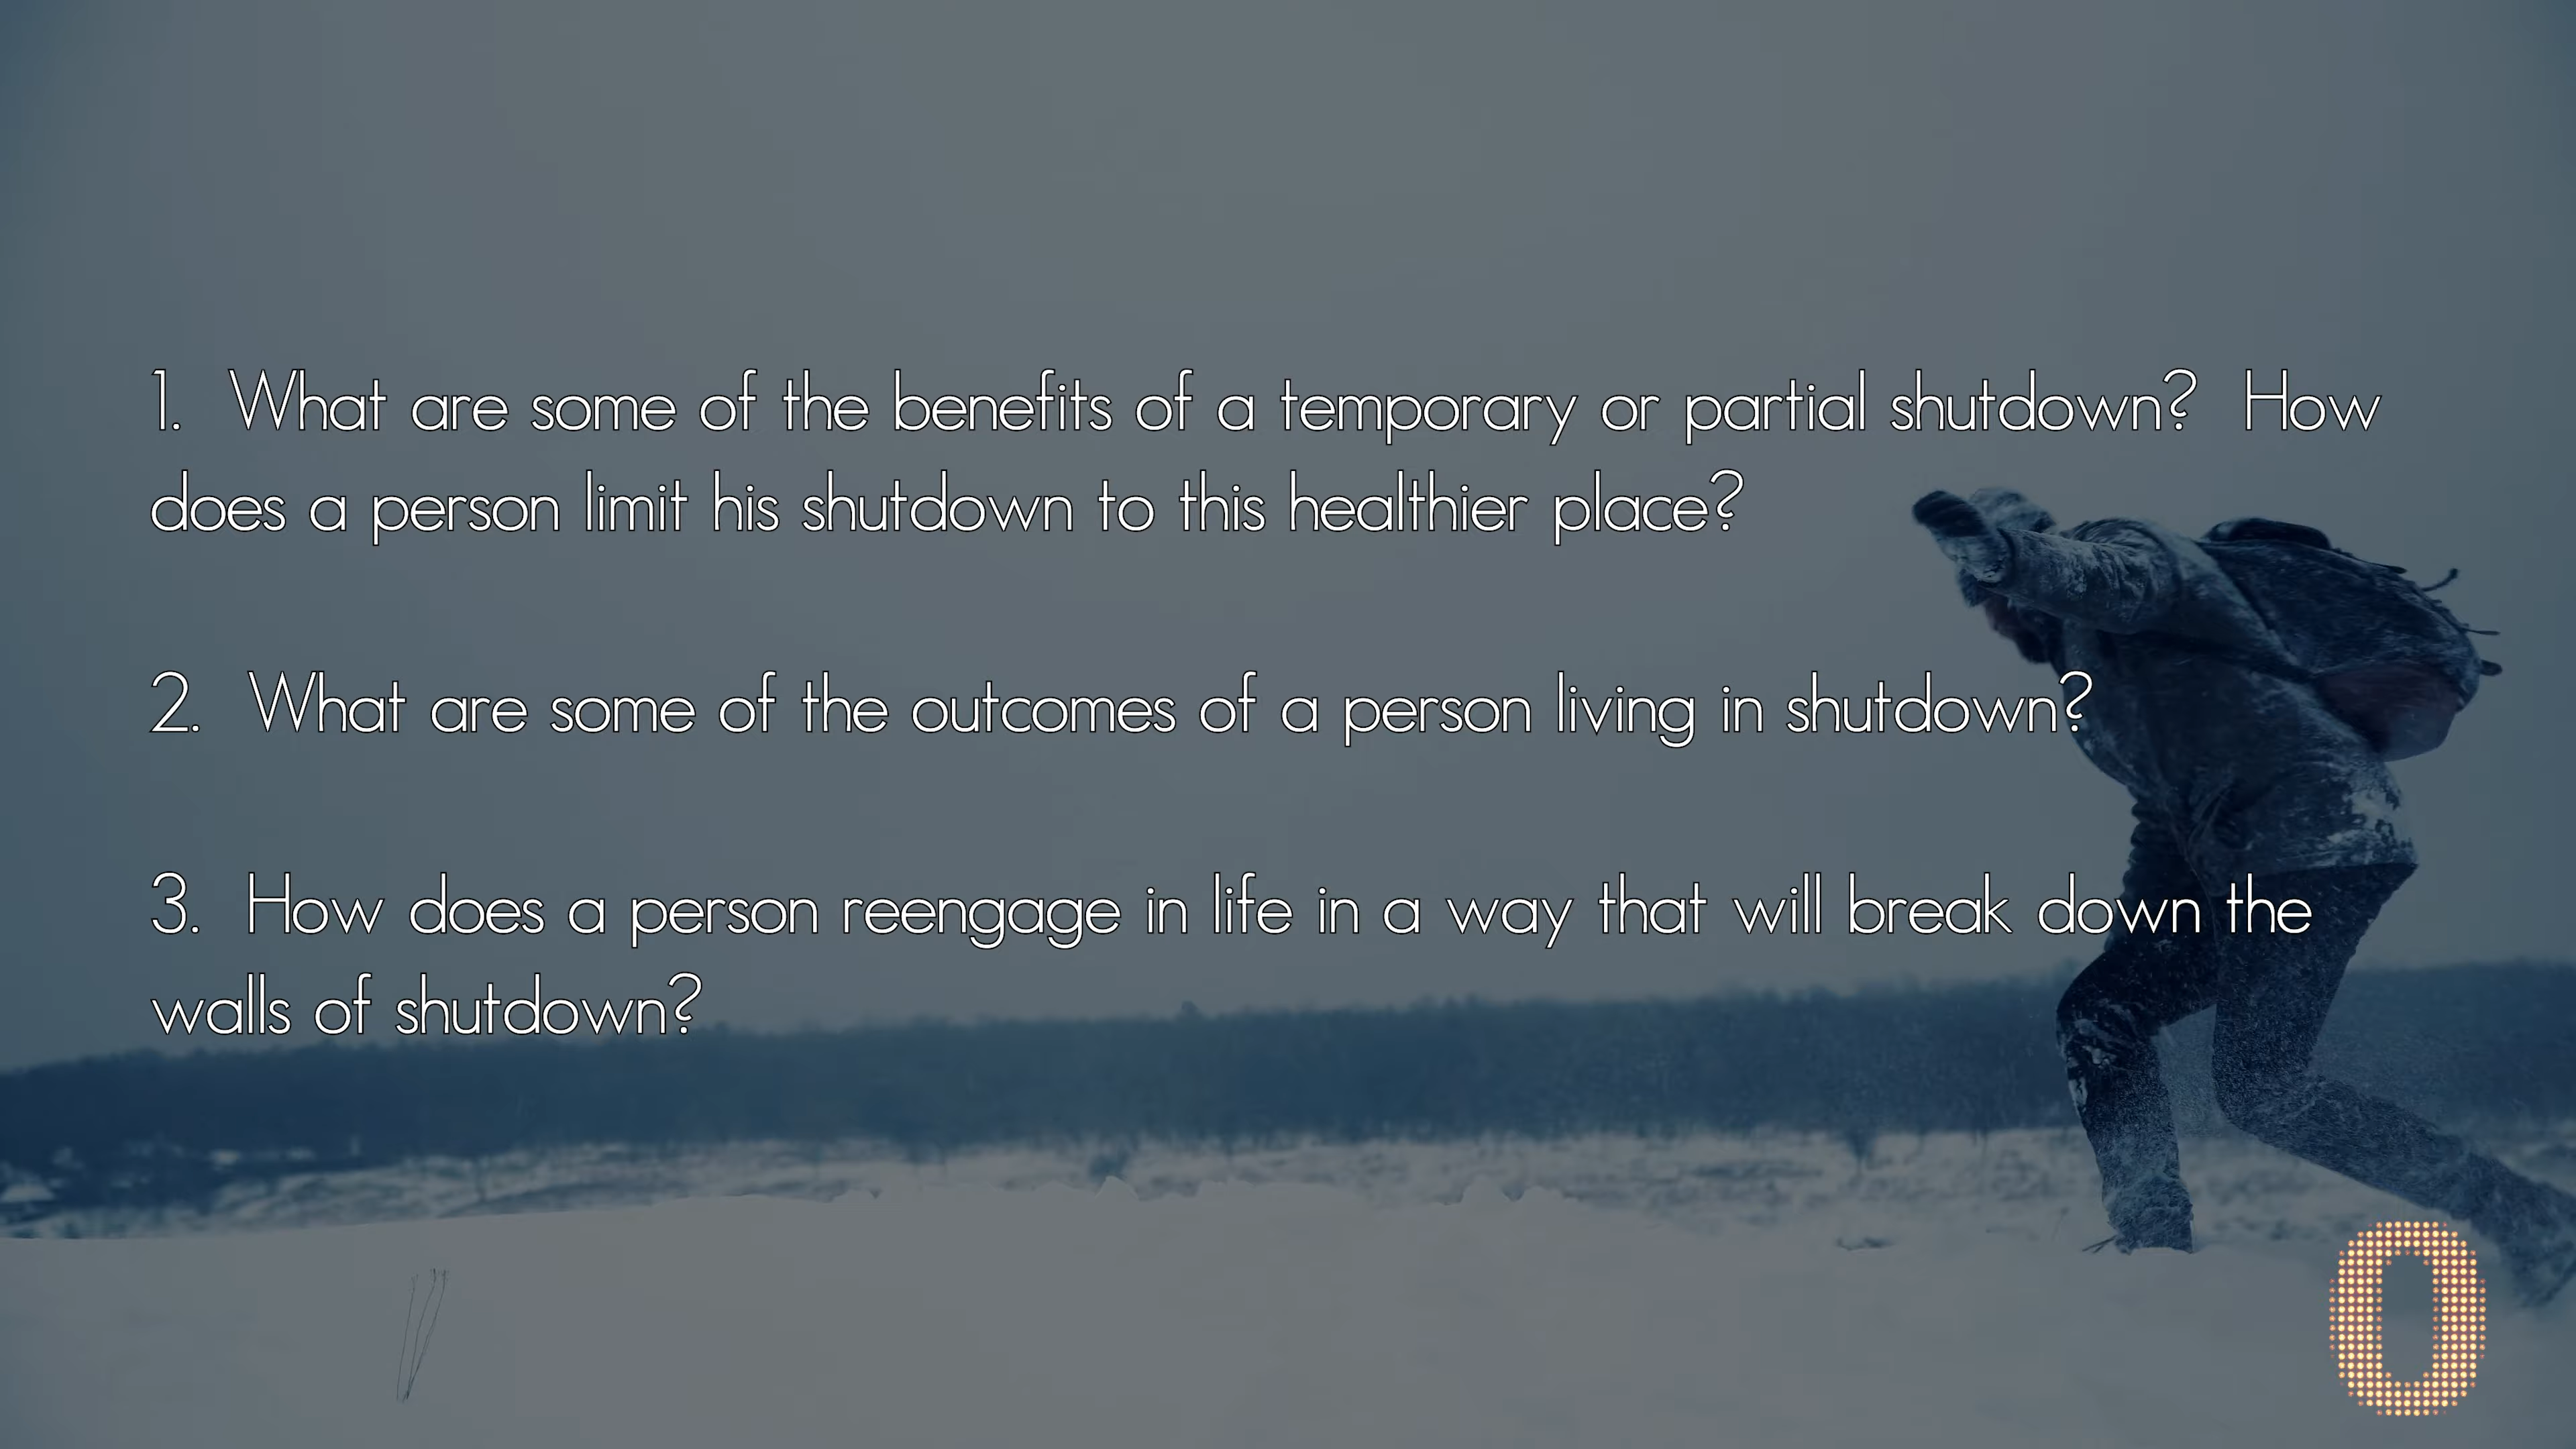 1.  What are some of the benefits of a temporary or partial shutdown?  How
does a person limit his shutdown to this healthier place?
2.  What are some of the outcomes of a person living in shutdown?
3.  How does a person reengage in life in a way that will break down the
walls of shutdown?
0